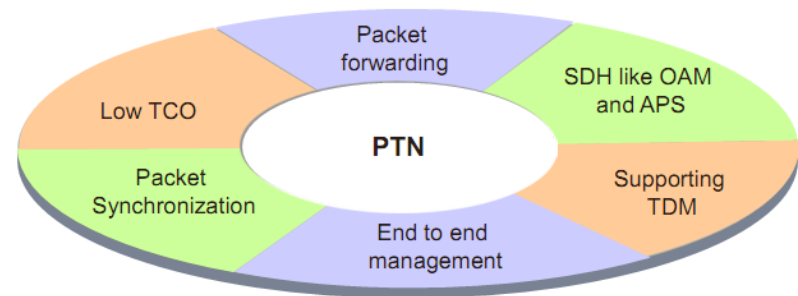 Packet
forwarding
SDH like OAM
and APS
Low TCO
PTN
Packet
Synchronization
Supporting
TDM
End to end
management